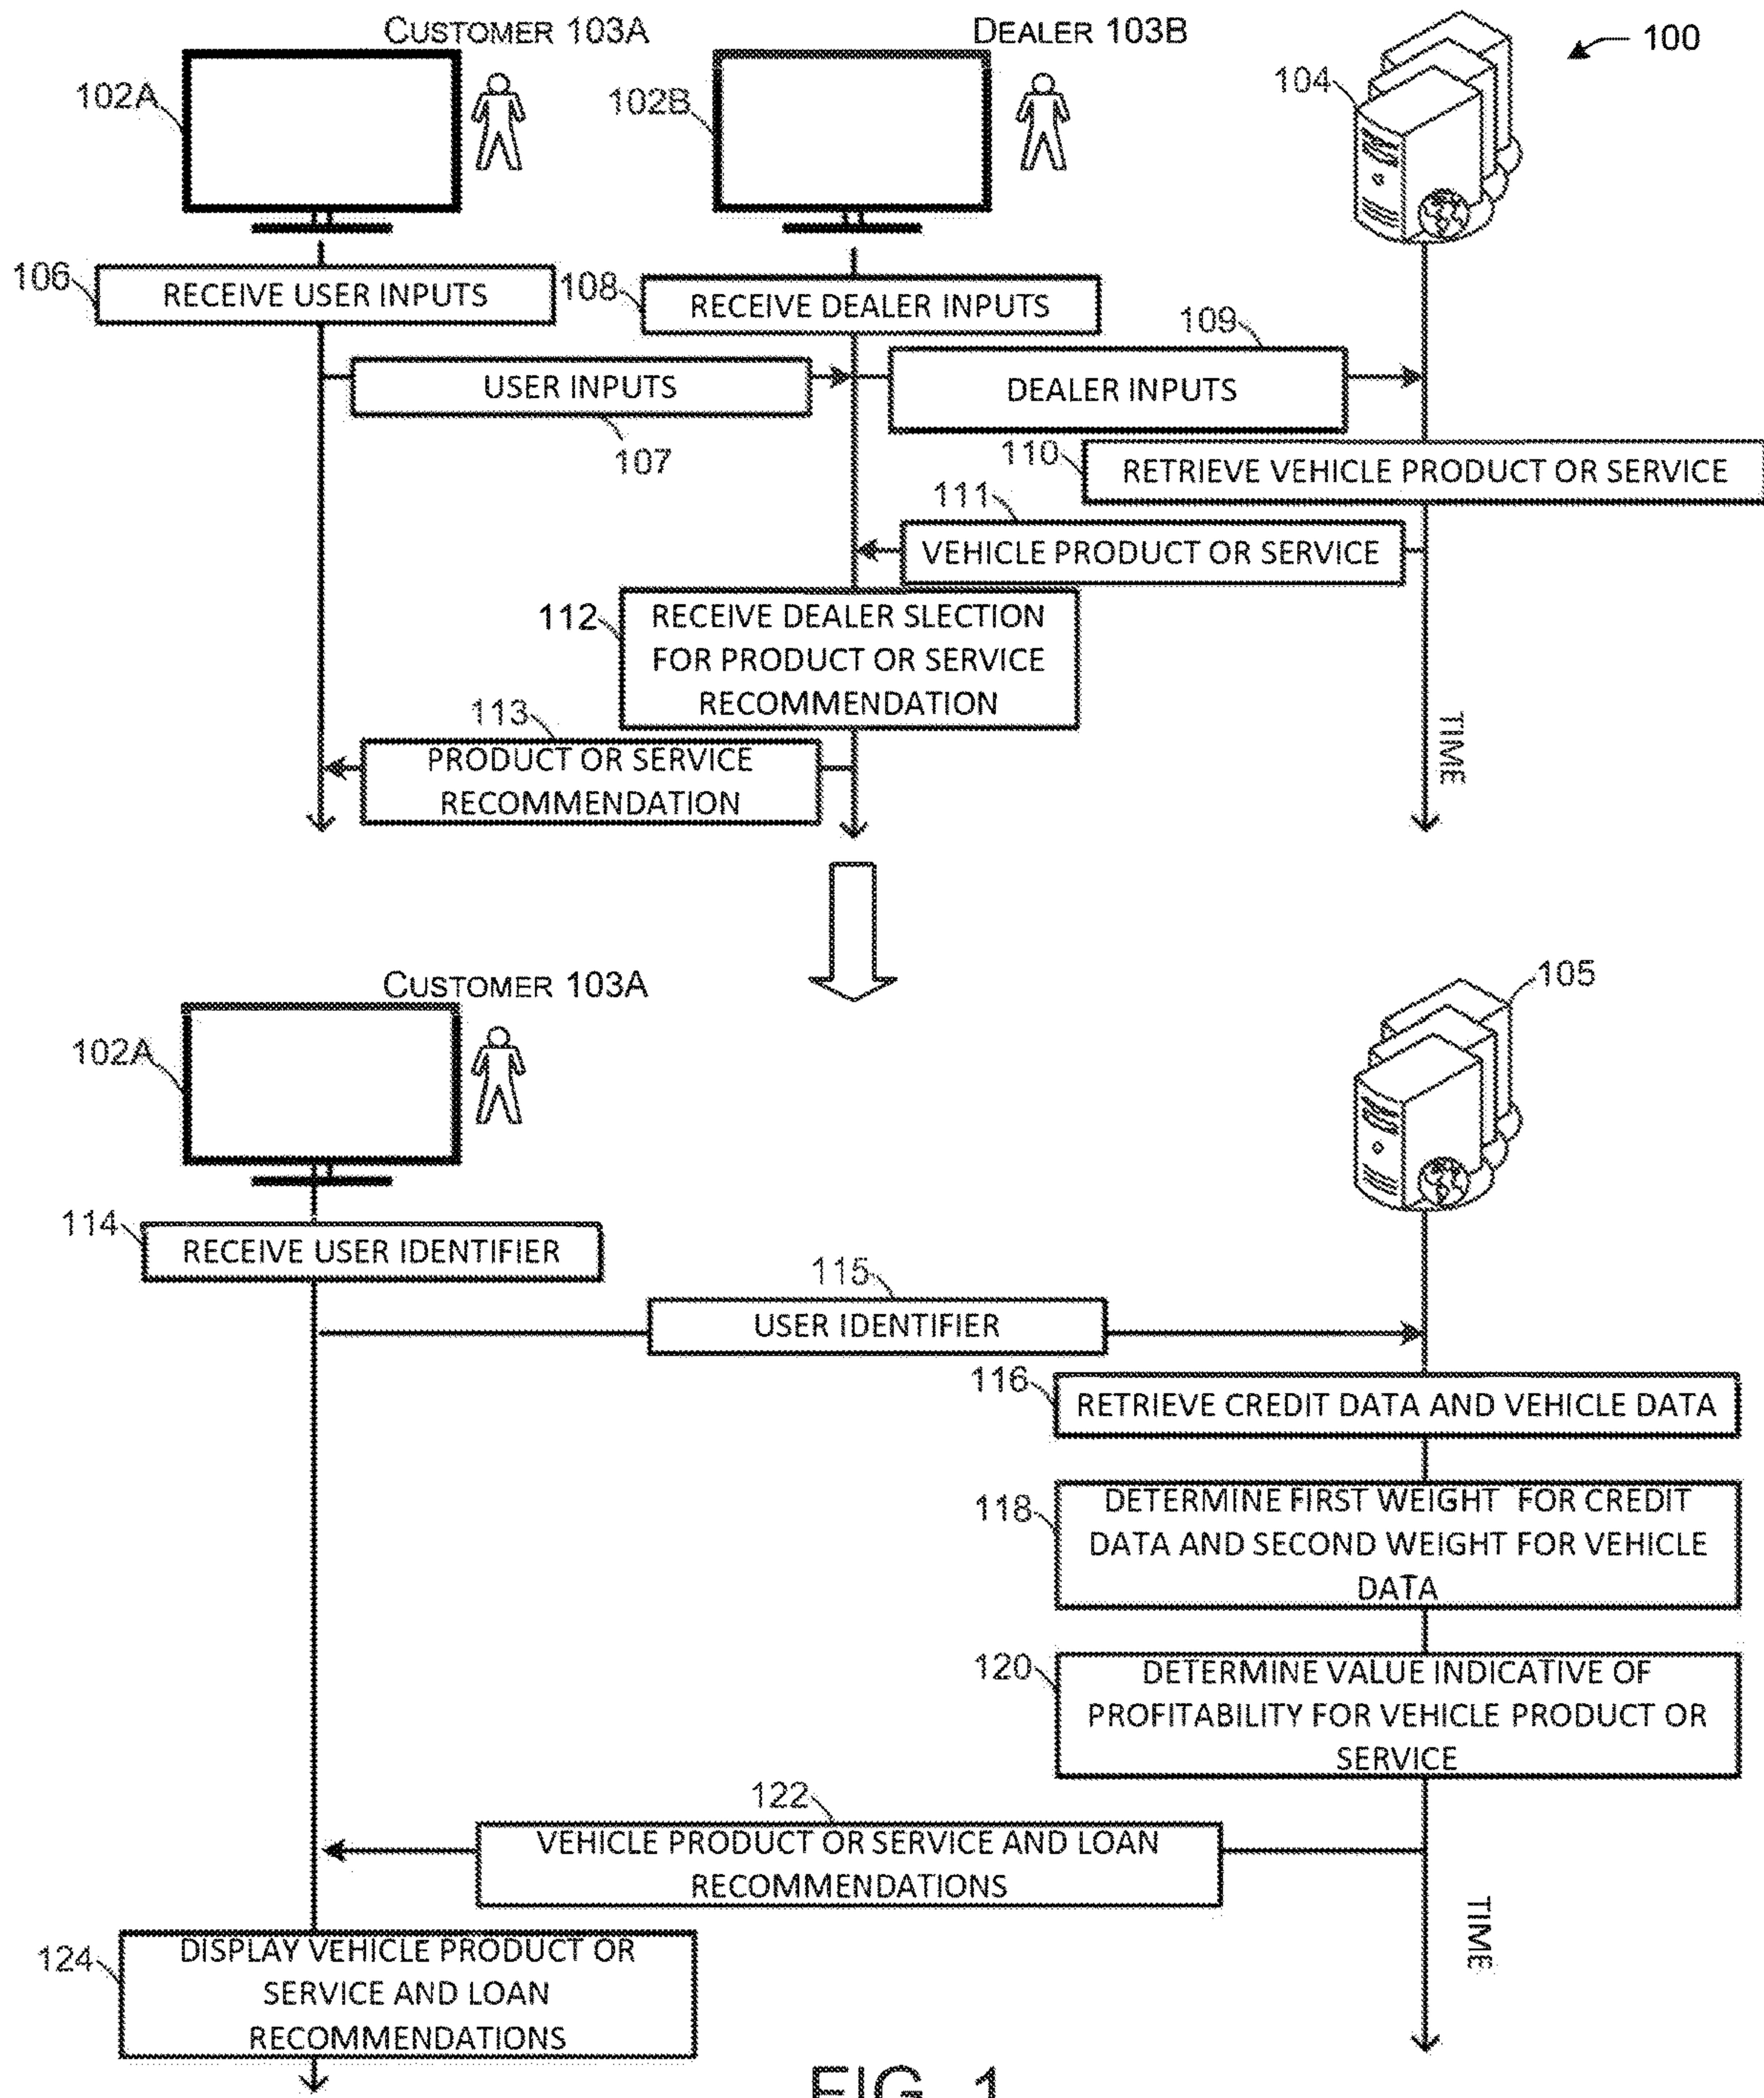 CUSTOMER 103A
DEALER 103B
100
102A
102B
104
106
RECEIVE USER INPUTS
108
RECEIVE DEALER INPUTS
109
USER INPUTS
DEALER INPUTS
107
110
RETRIEVE VEHICLE PRODUCT OR SERVICE
111
VEHICLE PRODUCT OR SERVICE
112
RECEIVE DEALER SLECTION
FOR PRODUCT OR SERVICE
RECOMMENDATION
113
PRODUCT OR SERVICE
RECOMMENDATION
TIME
CUSTOMER 103A
102A
105
114
RECEIVE USER IDENTIFIER
115
USER IDENTIFIER
116
RETRIEVE CREDIT DATA AND VEHICLE DATA
118
DETERMINE FIRST WEIGHT FOR CREDIT
DATA AND SECOND WEIGHT FOR VEHICLE
DATA
120
DETERMINE VALUE INDICATIVE OF
PROFITABILITY FOR VEHICLE PRODUCT OR
SERVICE
122
VEHICLE PRODUCT OR SERVICE AND LOAN
RECOMMENDATIONS
TIME
124
DISPLAY VEHICLE PRODUCT OR
SERVICE AND LOAN
RECOMMENDATIONS
FIG. 1